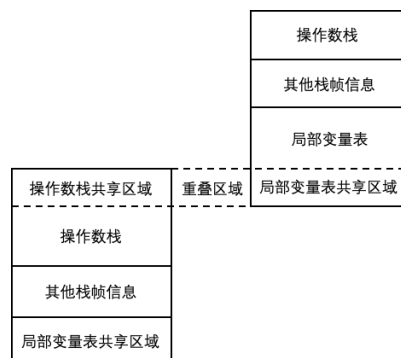 操作数栈
其他栈帧信息
局部变量表
操作数栈共享区域
重叠区域
局部变量表共享区域
操作数栈
其他栈帧信息
局部变量表共享区域